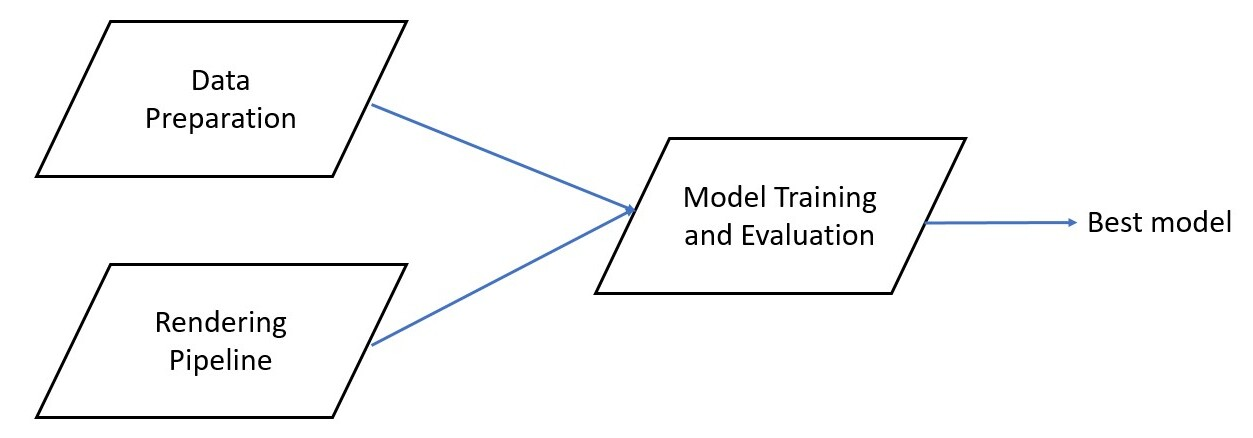 Data
Preparation
Model Training
and Evaluation
Best model
Rendering
Pipeline